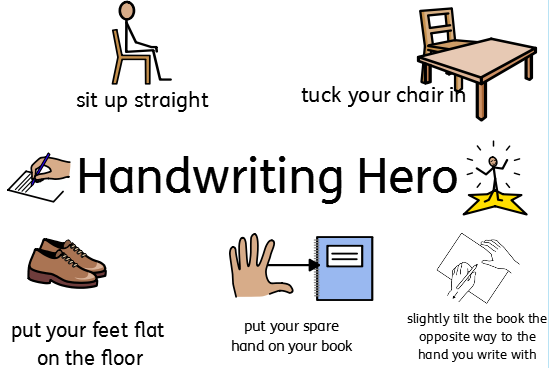 sit up straight
tuck your chair in
Handwriting Hero
put your feet flat
on the floor
put your spare
hand on your book
slightly tilt the book the
opposite way to the
hand you write with